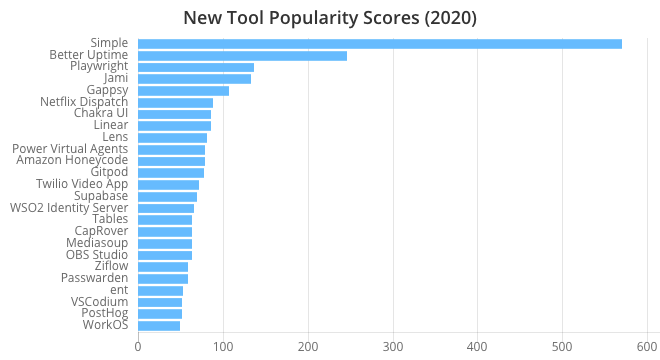 New Tool Popularity Scores (2020)
Simple
Better Uptime
Playwright
Jami
Gappsy
Netflix Dispatch
Chakra UI
Linear
Lens
Power Virtual Agents
Amazon Honeycode
Gitpod
Twilio Video App
Supabase
WSO2 Identity Server
Tables
CapRover
Mediasoup
OBS Studio
Ziflow
Passwarden
ent
VSCodium
PostHog
WorkOS
0 100 200 300 400 500 600